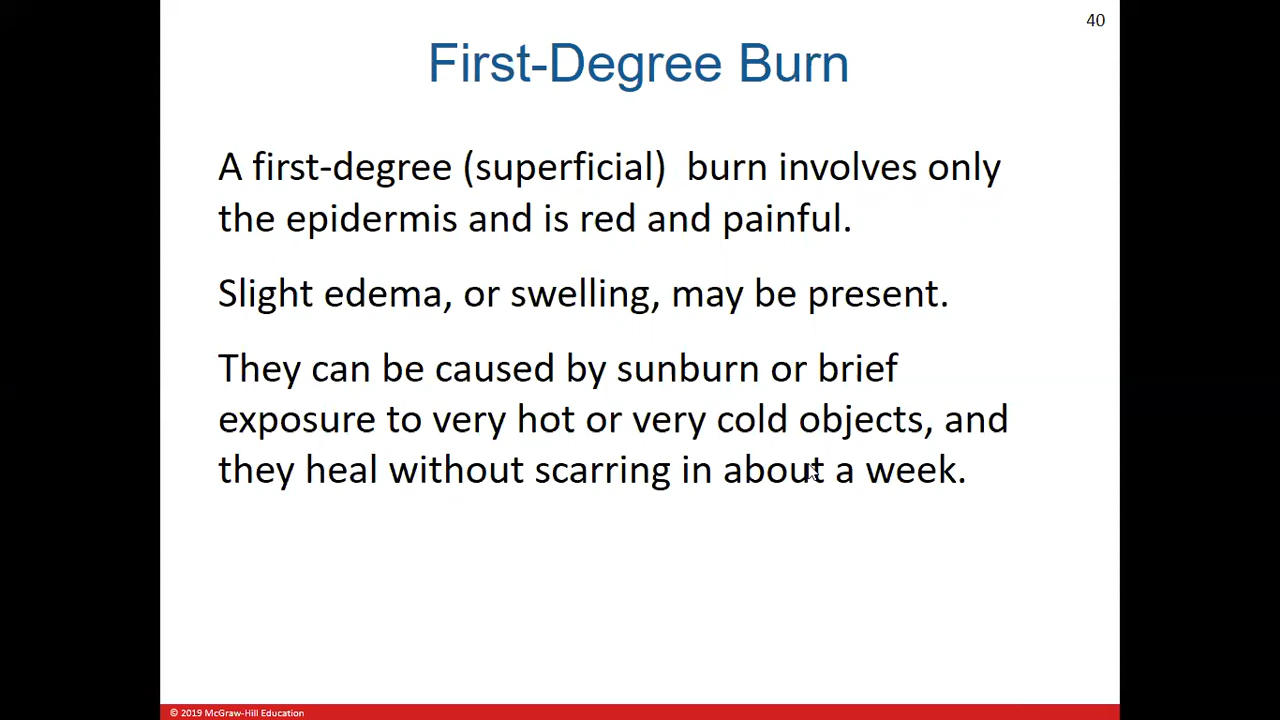 40
First-Degree Burn
A first-degree (superficial) burn involves only
the epidermis and is red and painful.
Slight edema, or swelling, may be present.
They can be caused by sunburn or brief
exposure to very hot or very cold objects, and
they heal without scarring in about a week.
© 2019 McGraw-Hill Education